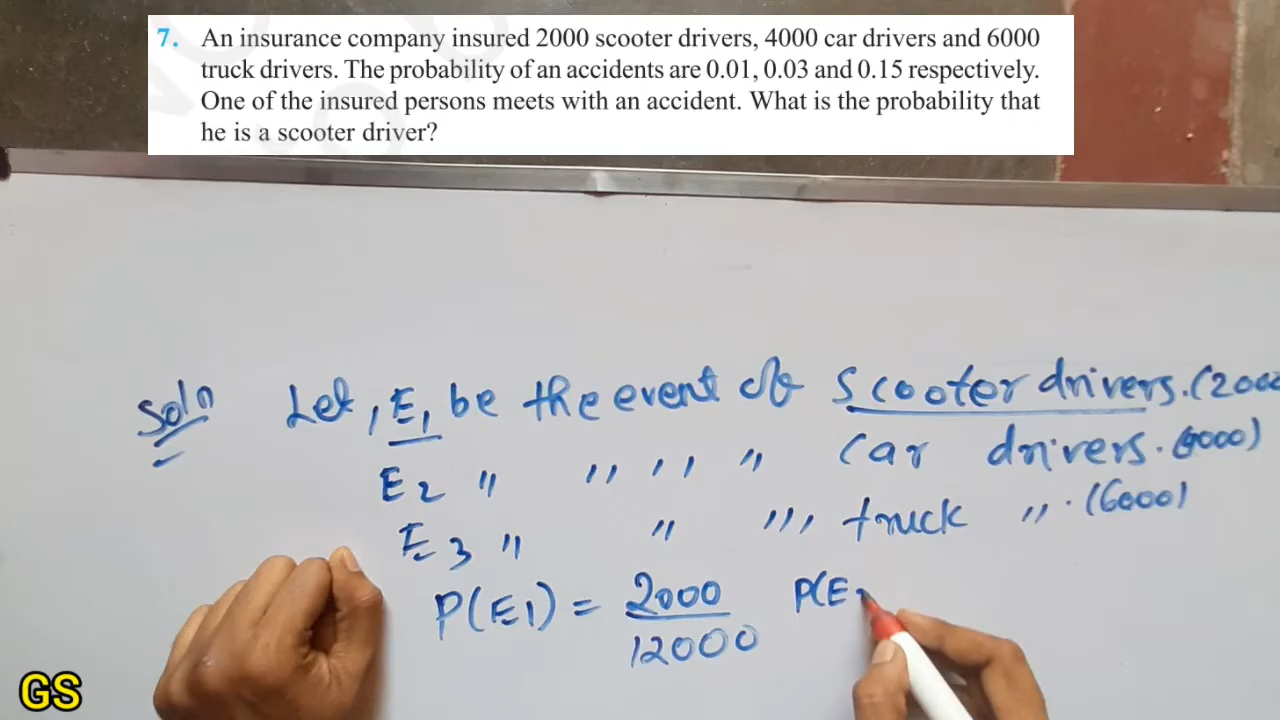 7. An insurance company insured 2000 scooter drivers, 4000 car drivers and 6000
truck drivers. The probability of an accidents are 0.01, 0.03 and 0.15 respectively.
One of the insured persons meets with an accident. What is the probability that
he is a scooter driver?
Soln Let, E1 be the event of Scooter drivers. (2000
E2 " " " " Car drivers. (4000)
E3 " " " truck " . (6000)
P(E1) = 2000/12000 P(E
GS